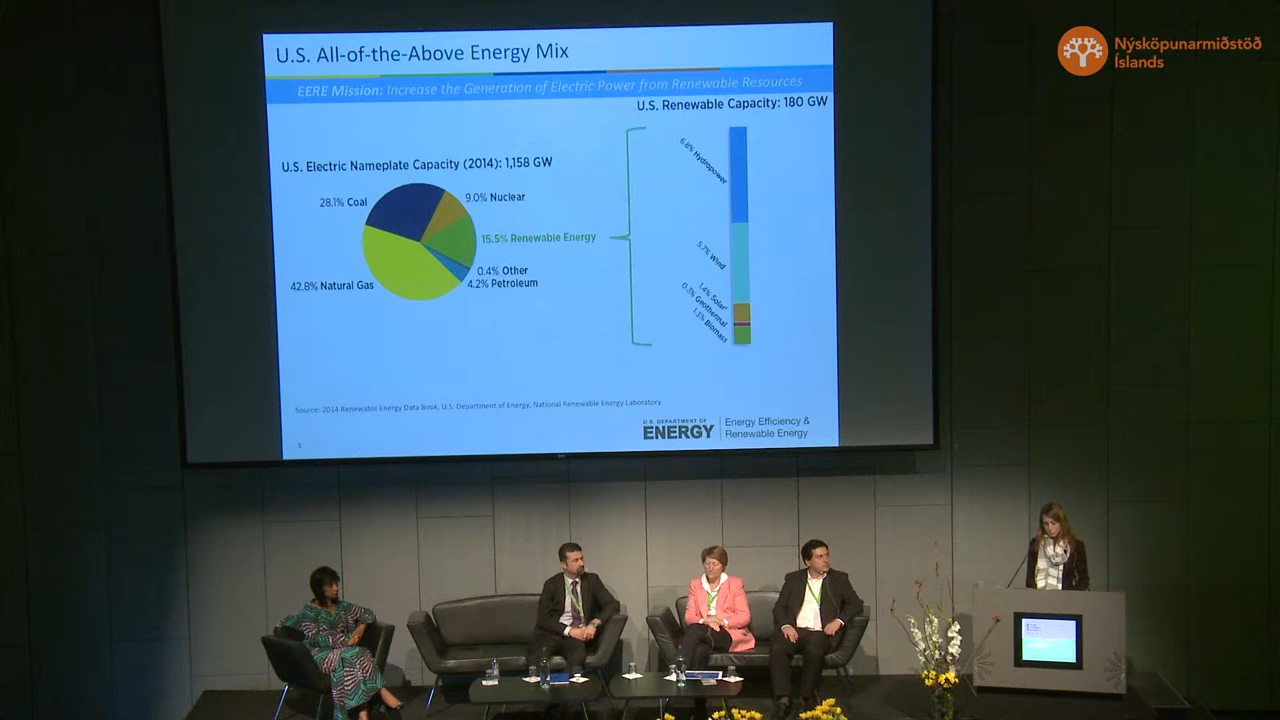 U.S. All-of-the-Above Energy Mix
EERE Mission: Increase the Generation of Electric Power from Renewable Resources
U.S. Renewable Capacity: 180 GW
U.S. Electric Nameplate Capacity (2014): 1,158 GW
28.1% Coal
9.0% Nuclear
15.5% Renewable Energy
0.4% Other
4.2% Petroleum
42.8% Natural Gas
6.8% Hydropower
5.7% Wind
1.4% Solar
0.3% Geothermal
1.3% Biomass
Source: 2014 Renewable Energy Data Book, U.S. Department of Energy, National Renewable Energy Laboratory
U.S. DEPARTMENT OF
ENERGY
Energy Efficiency &
Renewable Energy
Nýsköpunarmiðstöð
Íslands